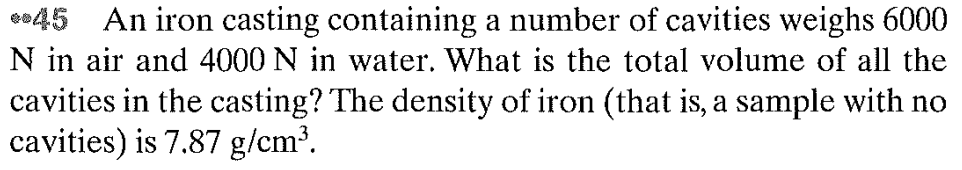 ••45 An iron casting containing a number of cavities weighs 6000
N in air and 4000 N in water. What is the total volume of all the
cavities in the casting? The density of iron (that is, a sample with no
cavities) is 7.87 g/cm³.